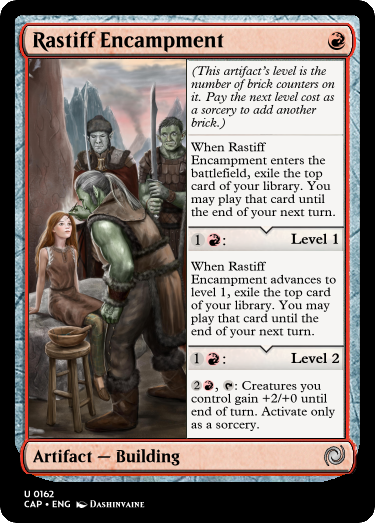 Rastiff Encampment
(This artifact's level is the
number of brick counters on
it. Pay the next level cost as
a sorcery to add another
brick.)
When Rastiff
Encampment enters the
battlefield, exile the top
card of your library. You
may play that card until
the end of your next turn.
1 : Level 1
When Rastiff
Encampment advances to
level 1, exile the top card
of your library. You may
play that card until the
end of your next turn.
1 : Level 2
2 , : Creatures you
control gain +2/+0 until
end of turn. Activate only
as a sorcery.
Artifact — Building
U 0162
CAP • ENG Dashinvaine